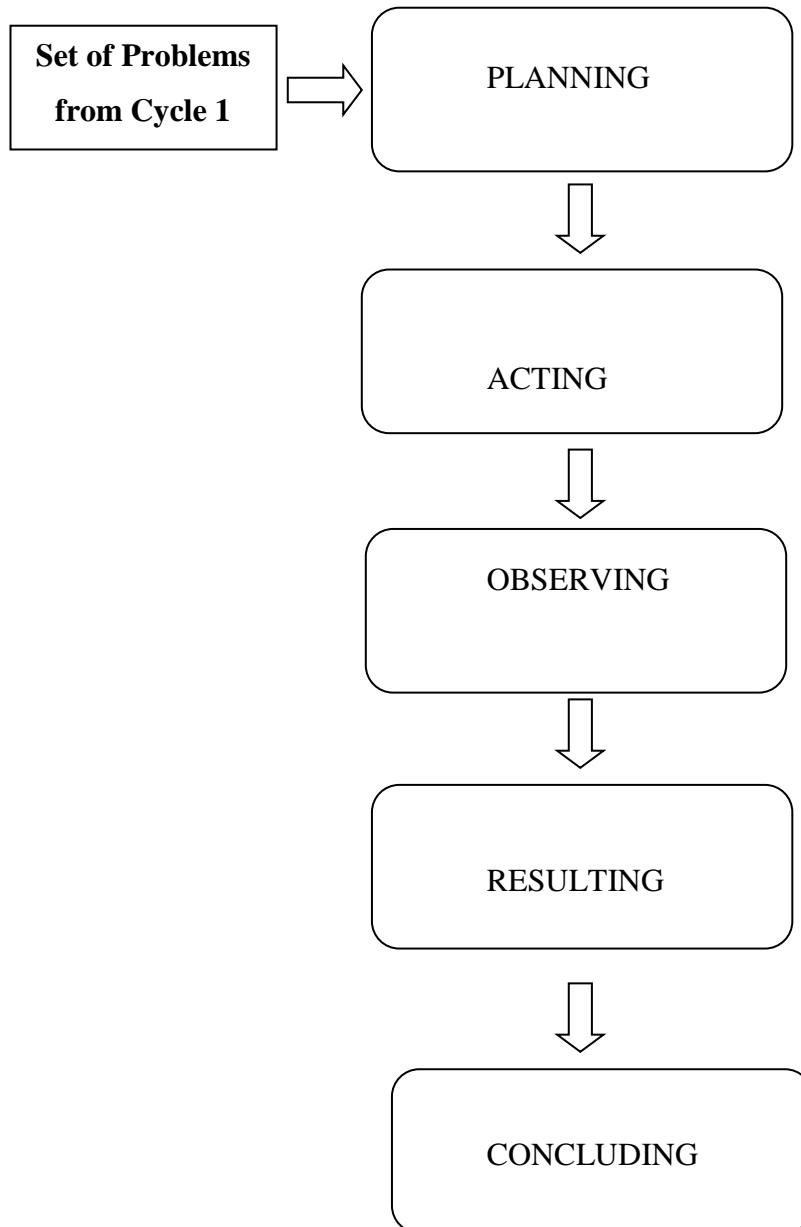 Set of Problems
from Cycle 1
PLANNING
ACTING
OBSERVING
RESULTING
CONCLUDING